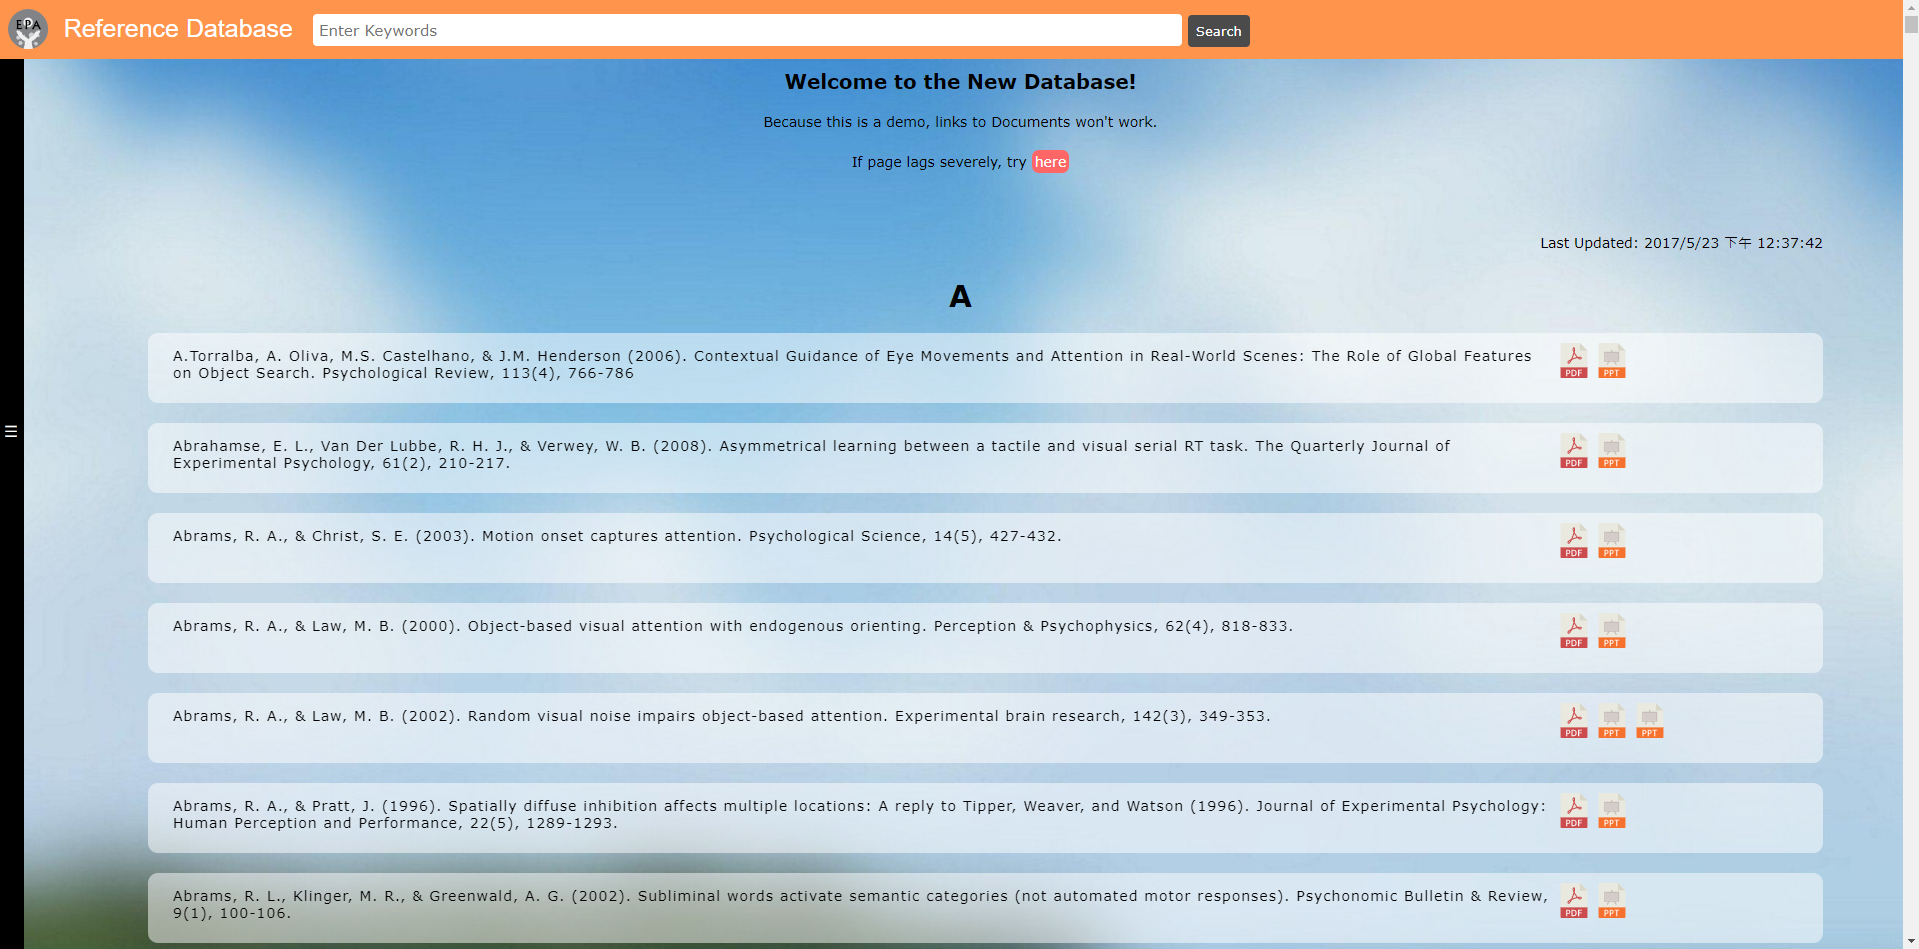 EPA
Reference Database
Enter Keywords
Search
Welcome to the New Database!
Because this is a demo, links to Documents won't work.
If page lags severely, try here
Last Updated: 2017/5/23 下午 12:37:42
A
A.Torralba, A. Oliva, M.S. Castelhano, & J.M. Henderson (2006). Contextual Guidance of Eye Movements and Attention in Real-World Scenes: The Role of Global Features
on Object Search. Psychological Review, 113(4), 766-786
PDF PPT
Abrahamse, E. L., Van Der Lubbe, R. H. J., & Verwey, W. B. (2008). Asymmetrical learning between a tactile and visual serial RT task. The Quarterly Journal of
Experimental Psychology, 61(2), 210-217.
PDF PPT
Abrams, R. A., & Christ, S. E. (2003). Motion onset captures attention. Psychological Science, 14(5), 427-432.
PDF PPT
Abrams, R. A., & Law, M. B. (2000). Object-based visual attention with endogenous orienting. Perception & Psychophysics, 62(4), 818-833.
PDF PPT
Abrams, R. A., & Law, M. B. (2002). Random visual noise impairs object-based attention. Experimental brain research, 142(3), 349-353.
PDF PPT PPT
Abrams, R. A., & Pratt, J. (1996). Spatially diffuse inhibition affects multiple locations: A reply to Tipper, Weaver, and Watson (1996). Journal of Experimental Psychology:
Human Perception and Performance, 22(5), 1289-1293.
PDF PPT
Abrams, R. L., Klinger, M. R., & Greenwald, A. G. (2002). Subliminal words activate semantic categories (not automated motor responses). Psychonomic Bulletin & Review,
9(1), 100-106.
PDF PPT